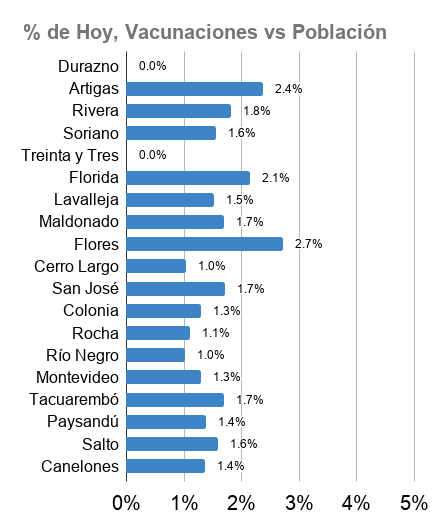 % de Hoy, Vacunaciones vs Población
Durazno 0.0%
Artigas 2.4%
Rivera 1.8%
Soriano 1.6%
Treinta y Tres 0.0%
Florida 2.1%
Lavalleja 1.5%
Maldonado 1.7%
Flores 2.7%
Cerro Largo 1.0%
San José 1.7%
Colonia 1.3%
Rocha 1.1%
Río Negro 1.0%
Montevideo 1.3%
Tacuarembó 1.7%
Paysandú 1.4%
Salto 1.6%
Canelones 1.4%
0% 1% 2% 3% 4% 5%